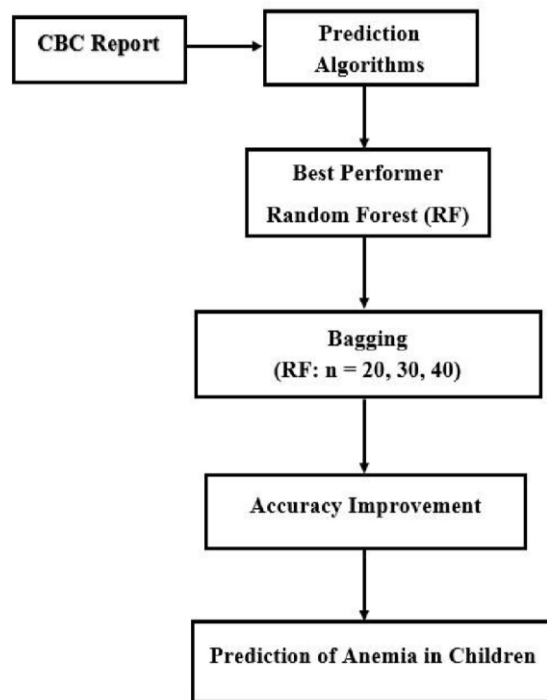 CBC Report
Prediction
Algorithms
Best Performer
Random Forest (RF)
Bagging
(RF: n = 20, 30, 40)
Accuracy Improvement
Prediction of Anemia in Children